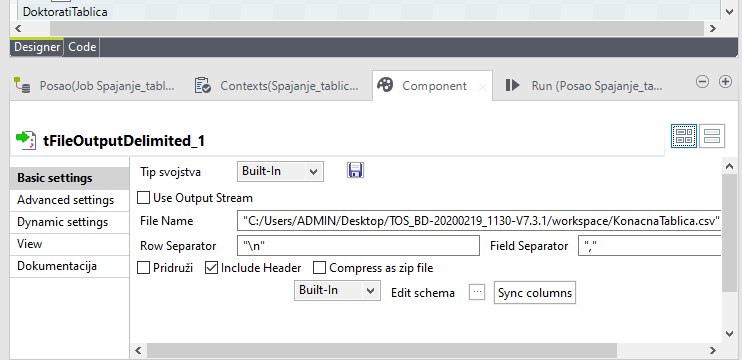 DoktoratiTablica
Designer Code
Posao(Job Spajanje_tabl... Contexts(Spajanje_tablic... Component Run (Posao Spajanje_ta...
tFileOutputDelimited_1
Basic settings
Advanced settings
Dynamic settings
View
Dokumentacija
Tip svojstva Built-In
Use Output Stream
File Name "C:/Users/ADMIN/Desktop/TOS_BD-20200219_1130-V7.3.1/workspace/KonacnaTablica.csv"
Row Separator "\n" Field Separator ","
Pridruži Include Header Compress as zip file
Built-In Edit schema ... Sync columns